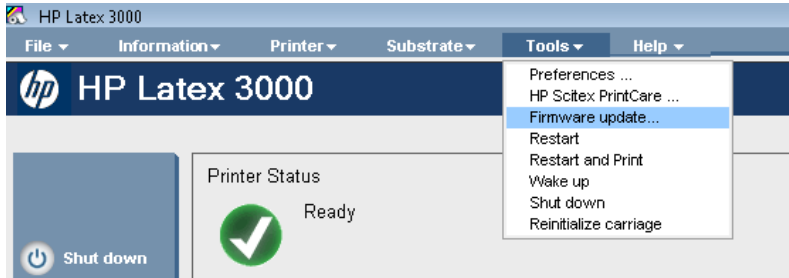 HP Latex 3000
File Information Printer Substrate Tools Help
hp HP Latex 3000
Preferences ...
HP Scitex PrintCare ...
Firmware update...
Restart
Restart and Print
Wake up
Shut down
Reinitialize carriage
Printer Status
Ready
Shut down